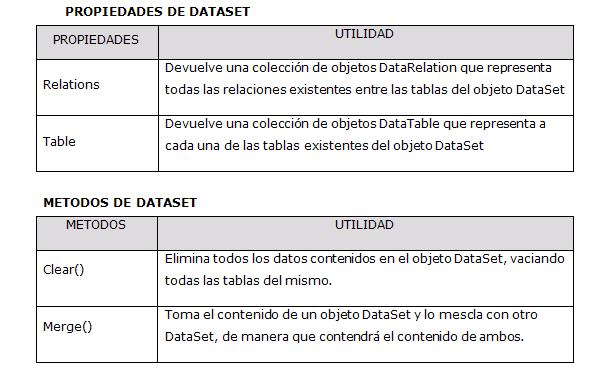 PROPIEDADES DE DATASET
PROPIEDADES UTILIDAD
Relations
Devuelve una colección de objetos DataRelation que representa
todas las relaciones existentes entre las tablas del objeto DataSet
Table
Devuelve una colección de objetos DataTable que representa a
cada una de las tablas existentes del objeto DataSet
METODOS DE DATASET
METODOS UTILIDAD
Clear()
Elimina todos los datos contenidos en el objeto DataSet, vaciando
todas las tablas del mismo.
Merge()
Toma el contenido de un objeto DataSet y lo mescla con otro
DataSet, de manera que contendrá el contenido de ambos.